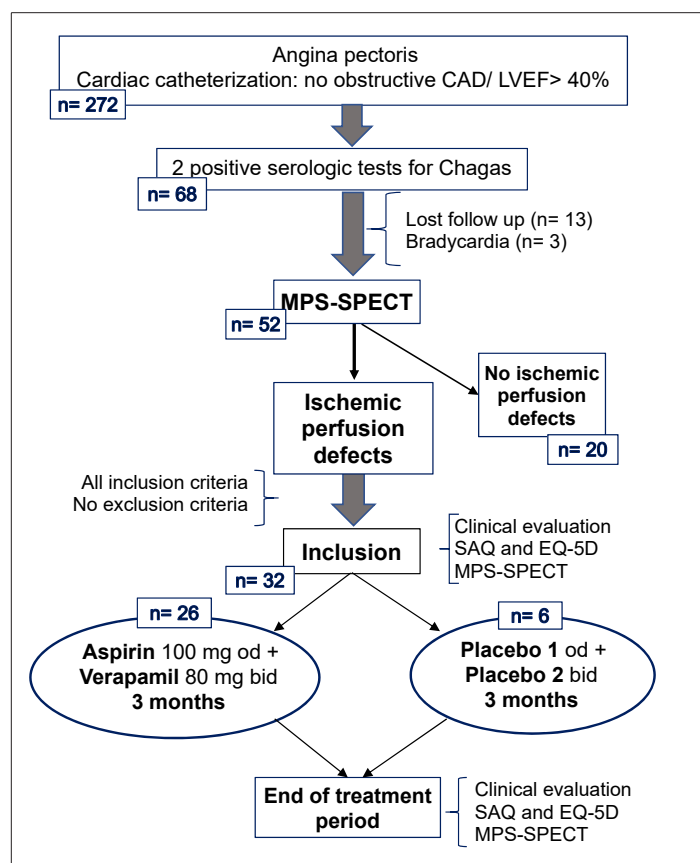 Angina pectoris
Cardiac catheterization: no obstructive CAD/ LVEF> 40%
n= 272
2 positive serologic tests for Chagas
n= 68
Lost follow up (n= 13)
Bradycardia (n= 3)
MPS-SPECT
n= 52
No ischemic
perfusion
defects
n= 20
Ischemic
perfusion
defects
All inclusion criteria
No exclusion criteria
Inclusion
n= 32
Clinical evaluation
SAQ and EQ-5D
MPS-SPECT
n= 26
Aspirin 100 mg od +
Verapamil 80 mg bid
3 months
n= 6
Placebo 1 od +
Placebo 2 bid
3 months
End of treatment
period
Clinical evaluation
SAQ and EQ-5D
MPS-SPECT